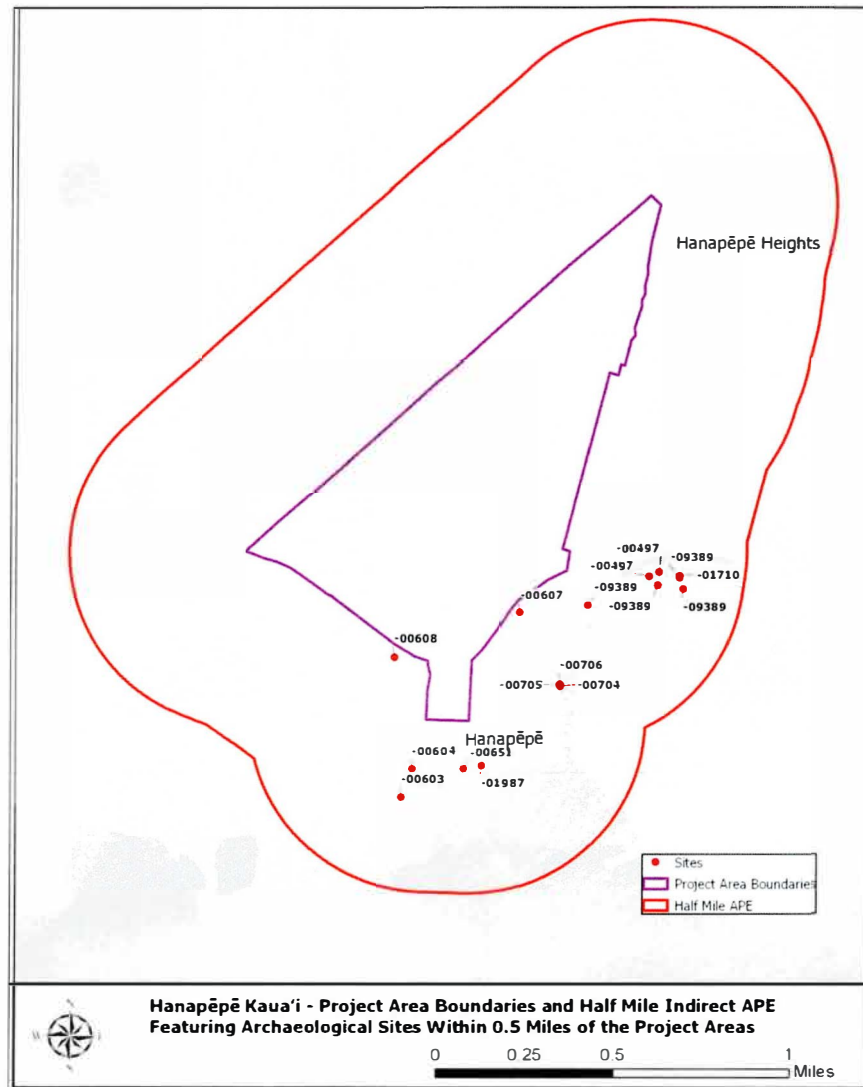 Hanapēpē Heights
-00497
-09389
-00497
-01710
-00607
-09389
-09389
-09389
-00608
-00706
-00705
-00704
Hanapēpē
-00604
-00651
-00603
-01987
Sites
Project Area Boundaries
Half Mile APE
Hanapēpē Kaua‘i - Project Area Boundaries and Half Mile Indirect APE
Featuring Archaeological Sites Within 0.5 Miles of the Project Areas
W
0 0 25 0.5 1
Miles